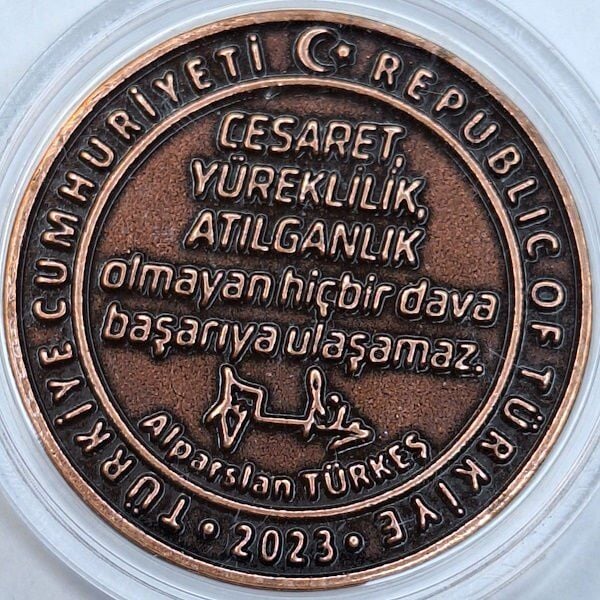 TÜRKİYE CUMHURİYETİ
REPUBLIC OF TÜRKİYE
CESARET,
YÜREKLİLİK,
ATILGANLIK
olmayan hiçbir dava
başarıya ulaşamaz.
Alparslan TÜRKEŞ
• 2023 •